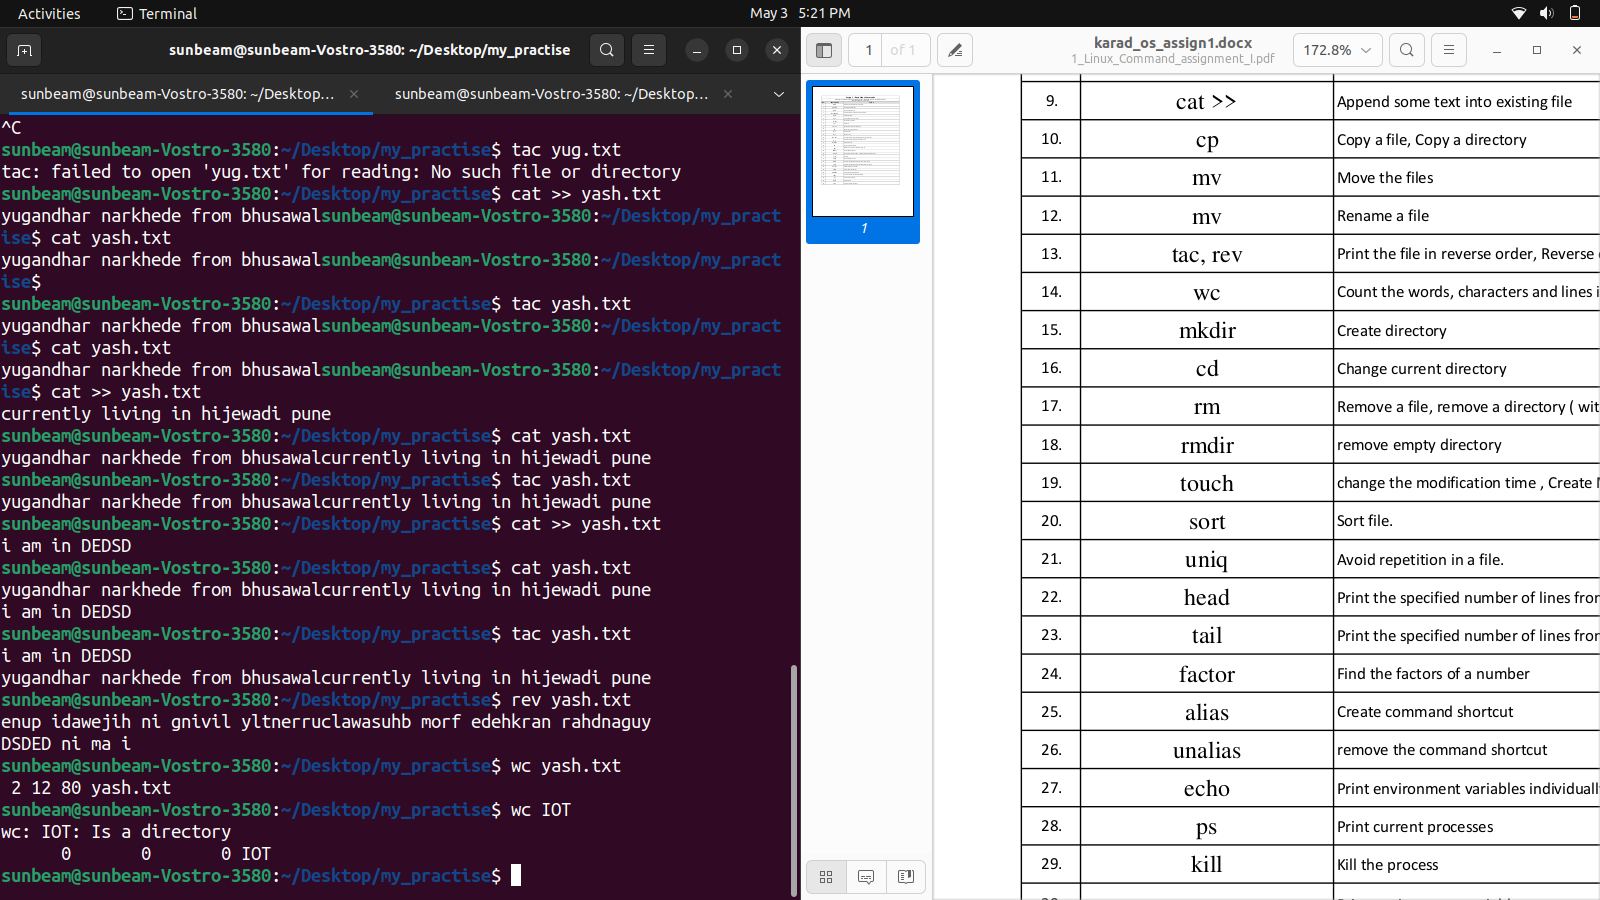 Activities
Terminal
May 3 5:21 PM
sunbeam@sunbeam-Vostro-3580: ~/Desktop/my_practise
sunbeam@sunbeam-Vostro-3580: ~/Desktop...
sunbeam@sunbeam-Vostro-3580: ~/Desktop...
^C
sunbeam@sunbeam-Vostro-3580:~/Desktop/my_practise$ tac yug.txt
tac: failed to open 'yug.txt' for reading: No such file or directory
sunbeam@sunbeam-Vostro-3580:~/Desktop/my_practise$ cat >> yash.txt
yugandhar narkhede from bhusawalsunbeam@sunbeam-Vostro-3580:~/Desktop/my_pract
ise$ cat yash.txt
yugandhar narkhede from bhusawalsunbeam@sunbeam-Vostro-3580:~/Desktop/my_pract
ise$
sunbeam@sunbeam-Vostro-3580:~/Desktop/my_practise$ tac yash.txt
yugandhar narkhede from bhusawalsunbeam@sunbeam-Vostro-3580:~/Desktop/my_pract
ise$ cat yash.txt
yugandhar narkhede from bhusawalsunbeam@sunbeam-Vostro-3580:~/Desktop/my_pract
ise$ cat >> yash.txt
currently living in hijewadi pune
sunbeam@sunbeam-Vostro-3580:~/Desktop/my_practise$ cat yash.txt
yugandhar narkhede from bhusawalcurrently living in hijewadi pune
sunbeam@sunbeam-Vostro-3580:~/Desktop/my_practise$ tac yash.txt
yugandhar narkhede from bhusawalcurrently living in hijewadi pune
sunbeam@sunbeam-Vostro-3580:~/Desktop/my_practise$ cat >> yash.txt
i am in DEDSD
sunbeam@sunbeam-Vostro-3580:~/Desktop/my_practise$ cat yash.txt
yugandhar narkhede from bhusawalcurrently living in hijewadi pune
i am in DEDSD
sunbeam@sunbeam-Vostro-3580:~/Desktop/my_practise$ tac yash.txt
i am in DEDSD
yugandhar narkhede from bhusawalcurrently living in hijewadi pune
sunbeam@sunbeam-Vostro-3580:~/Desktop/my_practise$ rev yash.txt
enup idawejih ni gnivil yltnerruclawasuhb morf edehkran rahdnaguy
DSDED ni ma i
sunbeam@sunbeam-Vostro-3580:~/Desktop/my_practise$ wc yash.txt
2 12 80 yash.txt
sunbeam@sunbeam-Vostro-3580:~/Desktop/my_practise$ wc IOT
wc: IOT: Is a directory
0 0 0 IOT
sunbeam@sunbeam-Vostro-3580:~/Desktop/my_practise$
1 of 1
karad_os_assign1.docx
1_Linux_Command_assignment_I.pdf
172.8%
1
9. cat >> Append some text into existing file
10. cp Copy a file, Copy a directory
11. mv Move the files
12. mv Rename a file
13. tac, rev Print the file in reverse order, Reverse
14. wc Count the words, characters and lines i
15. mkdir Create directory
16. cd Change current directory
17. rm Remove a file, remove a directory ( wit
18. rmdir remove empty directory
19. touch change the modification time , Create
20. sort Sort file.
21. uniq Avoid repetition in a file.
22. head Print the specified number of lines fro
23. tail Print the specified number of lines fro
24. factor Find the factors of a number
25. alias Create command shortcut
26. unalias remove the command shortcut
27. echo Print environment variables individuall
28. ps Print current processes
29. kill Kill the process